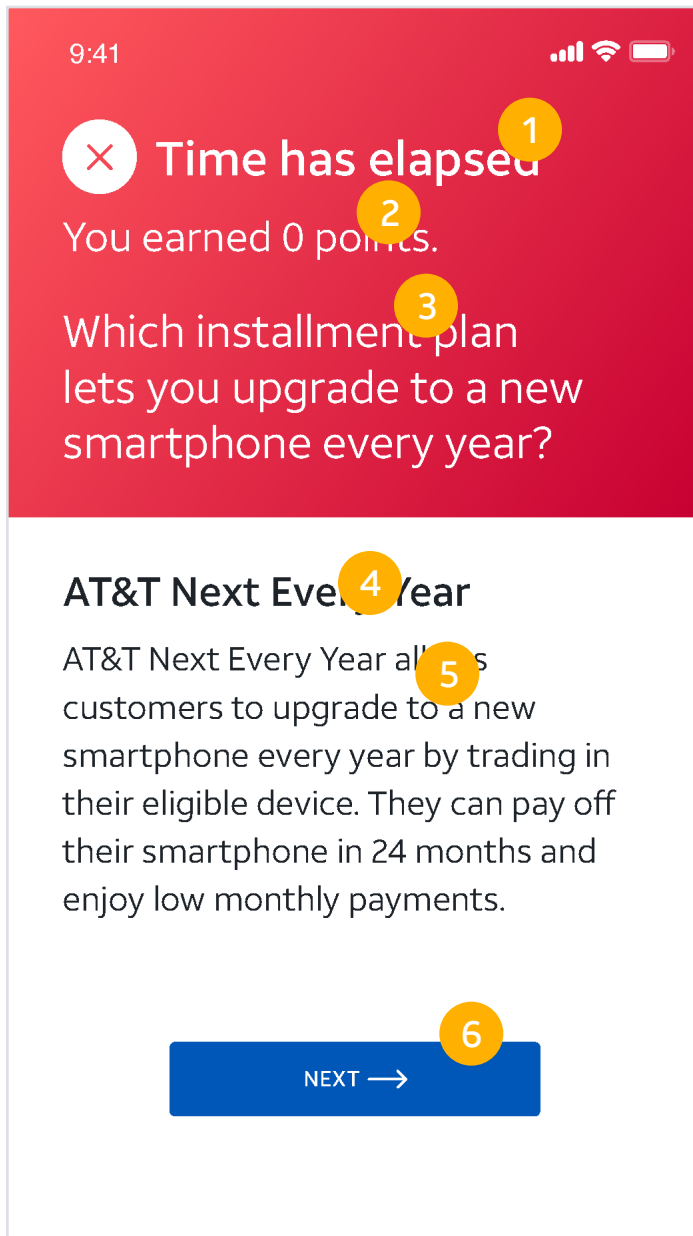 9:41
1
Time has elapsed
2
You earned 0 points.
3
Which installment plan
lets you upgrade to a new
smartphone every year?
4
AT&T Next Every Year
5
AT&T Next Every Year allows
customers to upgrade to a new
smartphone every year by trading in
their eligible device. They can pay off
their smartphone in 24 months and
enjoy low monthly payments.
6
NEXT